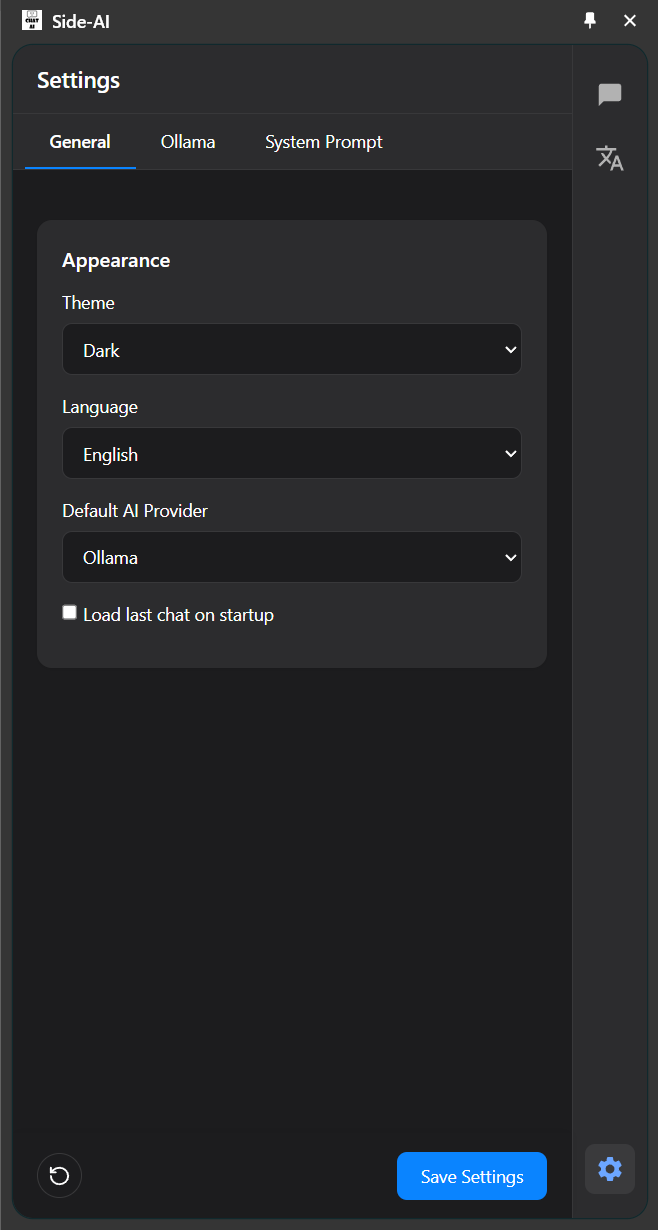 CHAT
AI
Side-AI
Settings
General Ollama System Prompt
Appearance
Theme
Dark
Language
English
Default AI Provider
Ollama
Load last chat on startup
Save Settings